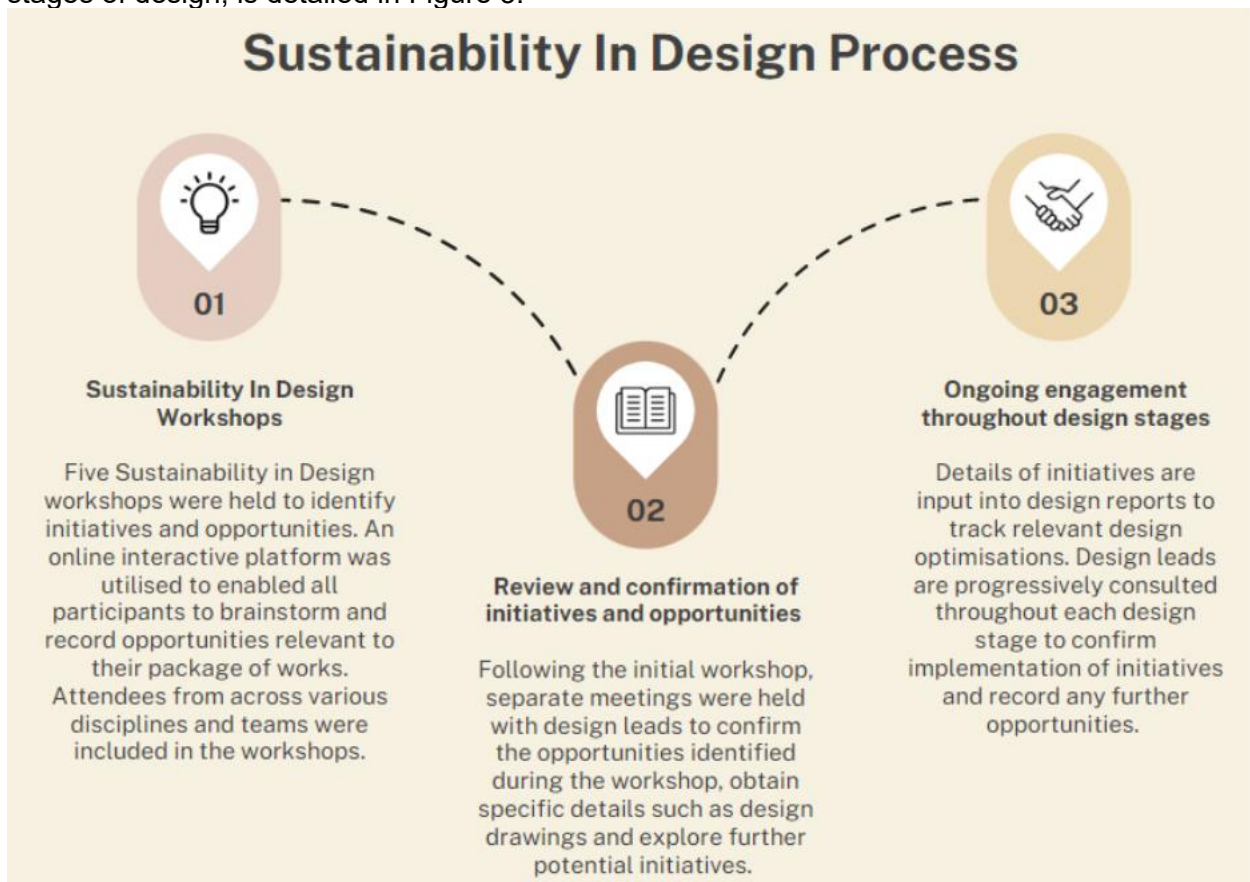 stages of design, is detailed in Figure
Sustainability In Design Process
01
Sustainability In Design
Workshops
Five Sustainability in Design
workshops were held to identify
initiatives and opportunities. An
online interactive platform was
utilised to enabled all
participants to brainstorm and
record opportunities relevant to
their package of works.
Attendees from across various
disciplines and teams were
included in the workshops.
02
Review and confirmation of
initiatives and opportunities
Following the initial workshop,
separate meetings were held
with design leads to confirm
the opportunities identified
during the workshop, obtain
specific details such as design
drawings and explore further
potential initiatives.
03
Ongoing engagement
throughout design stages
Details of initiatives are
input into design reports to
track relevant design
optimisations. Design leads
are progressively consulted
throughout each design
stage to confirm
implementation of initiatives
and record any further
opportunities.